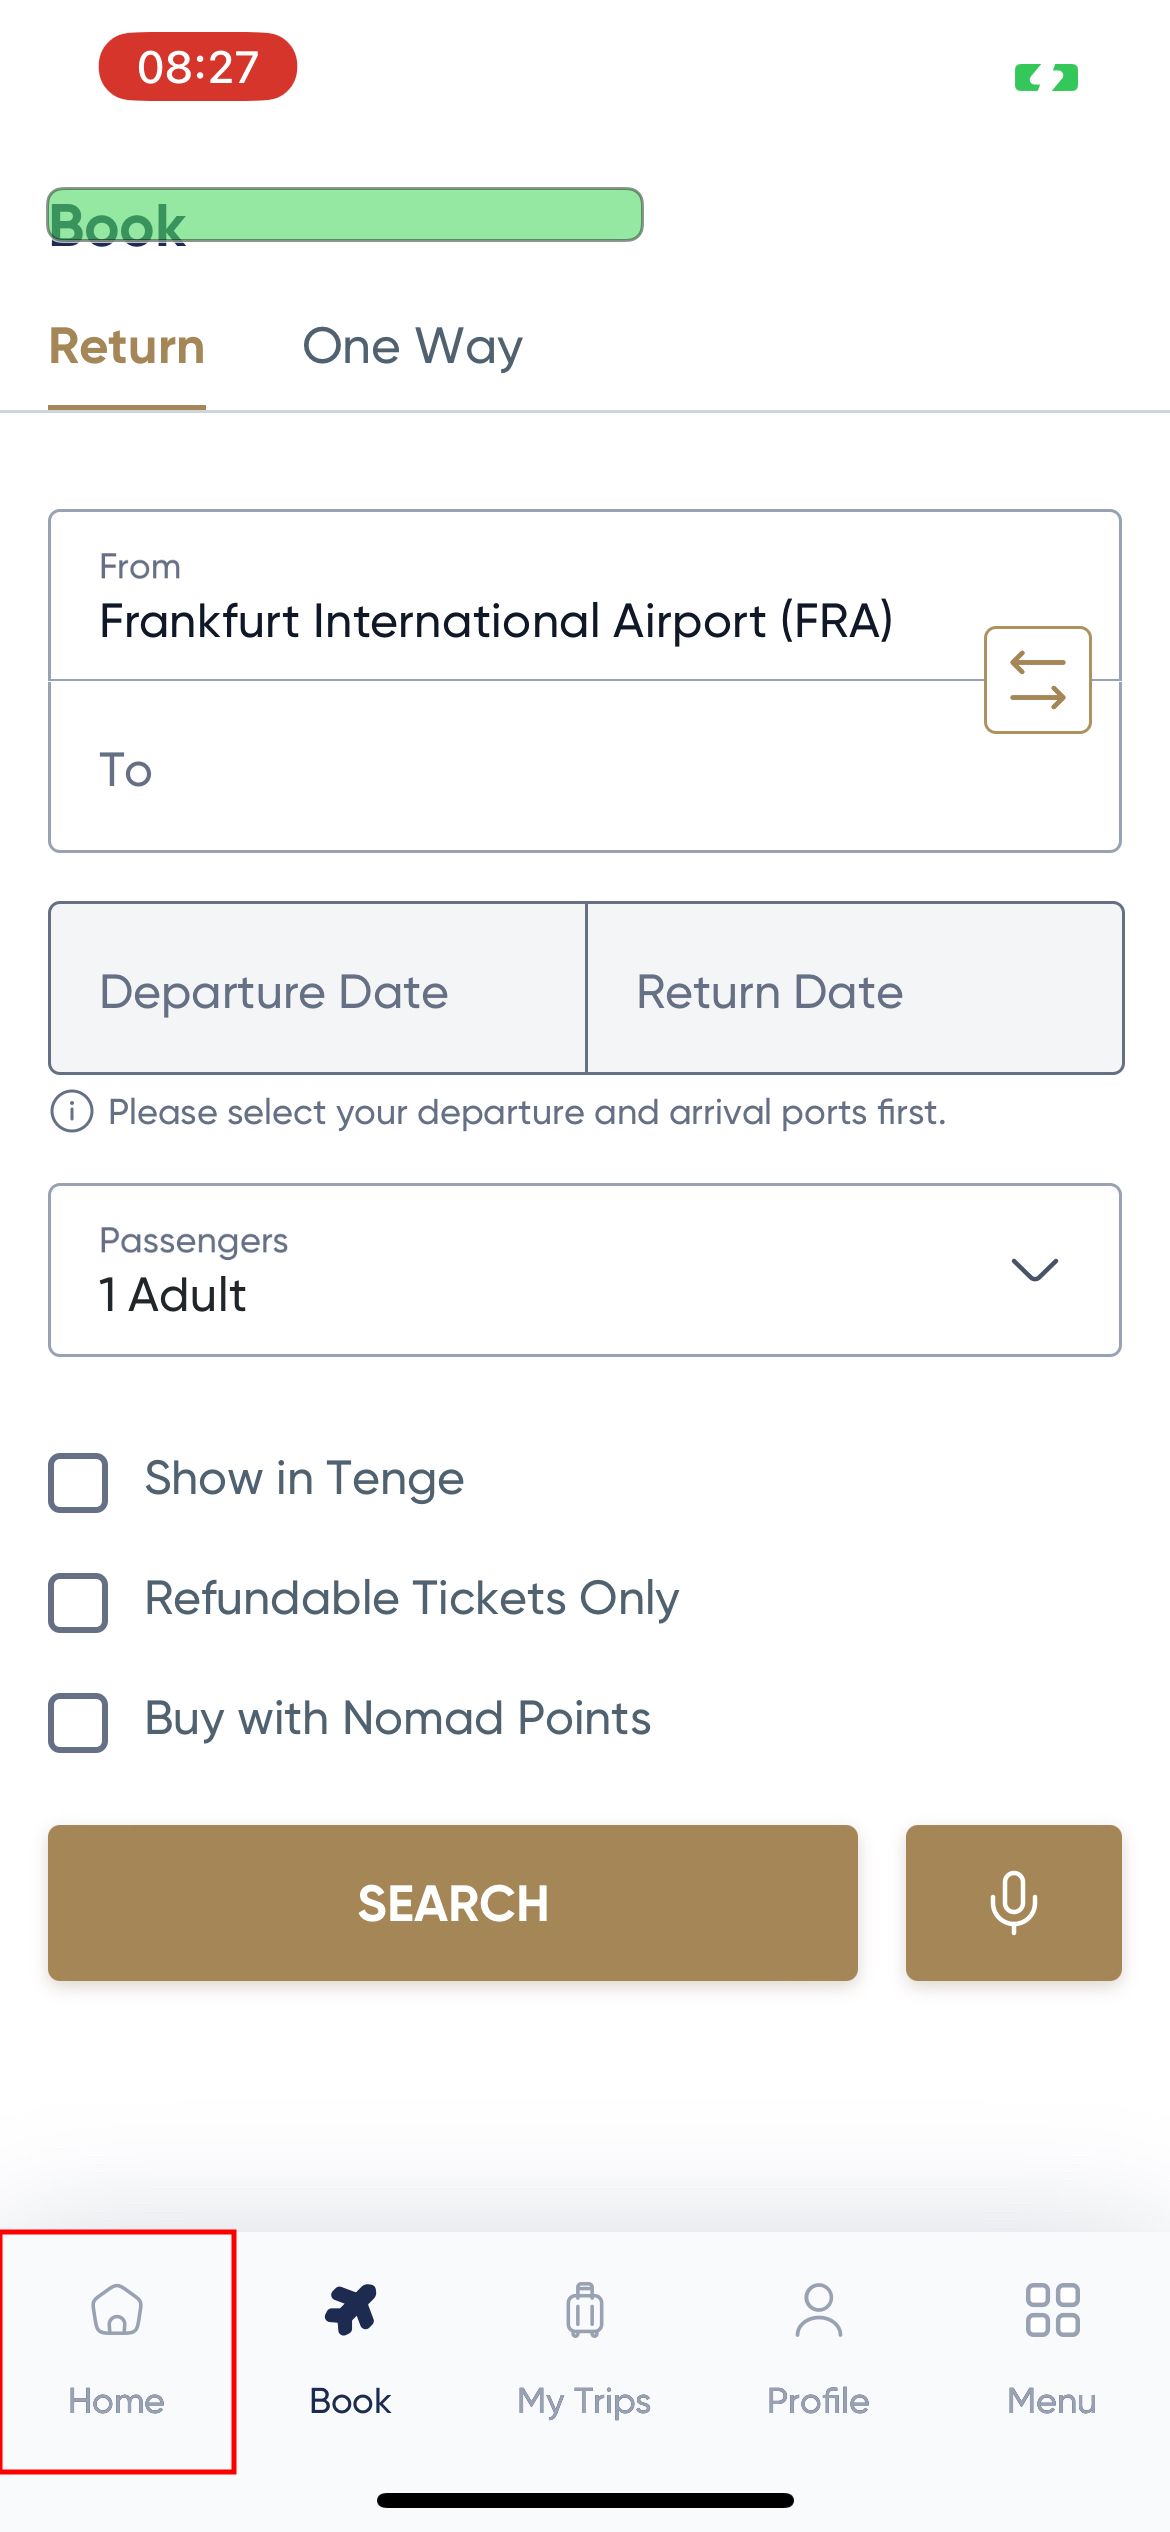 08:27
Book
Return One Way
From
Frankfurt International Airport (FRA)
To
Departure Date Return Date
Please select your departure and arrival ports first.
Passengers
1 Adult
Show in Tenge
Refundable Tickets Only
Buy with Nomad Points
SEARCH
Home Book My Trips Profile Menu